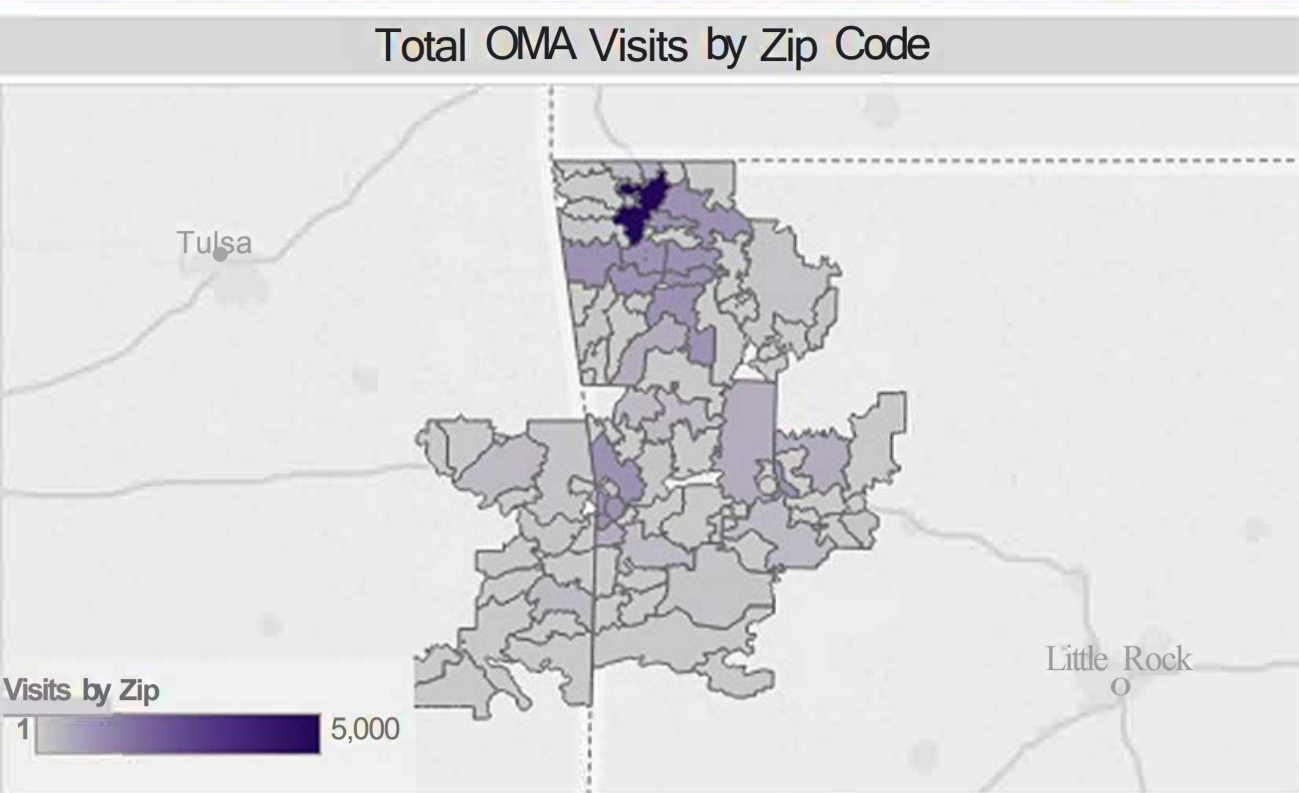 Total OMA Visits by Zip Code
Tulsa
Little Rock
Visits by Zip
1 5,000